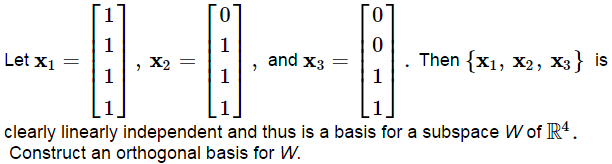 Let x₁ = [1 1 1 1], x₂ = [0 1 1 1], and x₃ = [0 0 1 1]. Then {x₁, x₂, x₃} is
clearly linearly independent and thus is a basis for a subspace W of ℝ⁴.
Construct an orthogonal basis for W.